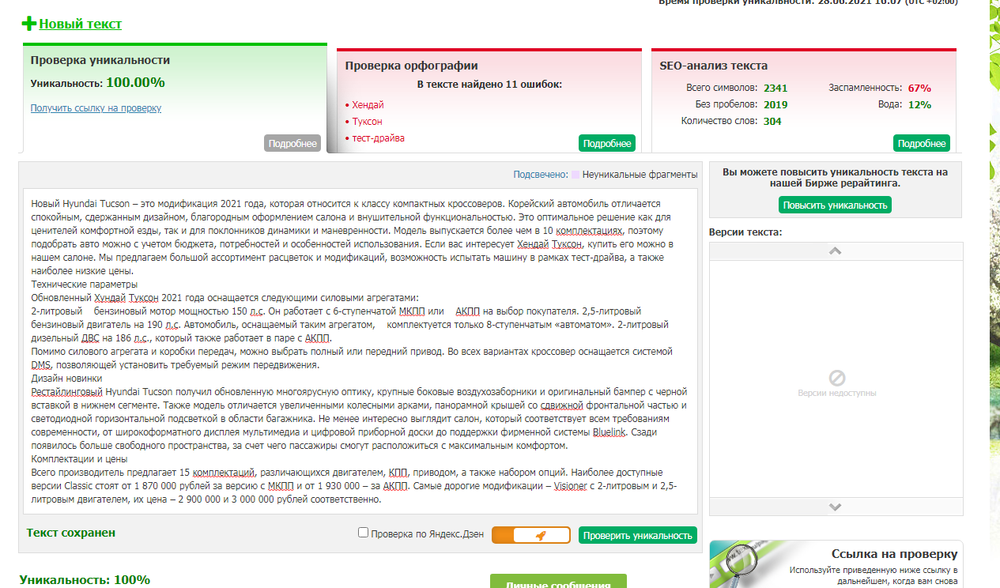 Время проверки уникальности: 28.06.2021 16:07 (UTC +02:00)
Новый текст
Проверка уникальности
Уникальность: 100.00%
Получить ссылку на проверку
Подробнее
Проверка орфографии
В тексте найдено 11 ошибок:
• Хендай
• Туксон
• тест-драйва
Подробнее
SEO-анализ текста
Всего символов: 2341 Заспамленность: 67%
Без пробелов: 2019 Вода: 12%
Количество слов: 304
Подробнее
Подсвечено: Неуникальные фрагменты
Новый Hyundai Tucson – это модификация 2021 года, которая относится к классу компактных кроссоверов. Корейский автомобиль отличается
спокойным, сдержанным дизайном, благородным оформлением салона и внушительной функциональностью. Это оптимальное решение как для
ценителей комфортной езды, так и для поклонников динамики и маневренности. Модель выпускается более чем в 10 комплектациях, поэтому
подобрать авто можно с учетом бюджета, потребностей и особенностей использования. Если вас интересует Хендай Туксон, купить его можно в
нашем салоне. Мы предлагаем большой ассортимент расцветок и модификаций, возможность испытать машину в рамках тест-драйва, а также
наиболее низкие цены.
Технические параметры
Обновленный Хундай Туксон 2021 года оснащается следующими силовыми агрегатами:
2-литровый бензиновый мотор мощностью 150 л.с. Он работает с 6-ступенчатой МКПП или АКПП на выбор покупателя. 2,5-литровый
бензиновый двигатель на 190 л.с. Автомобиль, оснащаемый таким агрегатом, комплектуется только 8-ступенчатым «автоматом». 2-литровый
дизельный ДВС на 186 л.с., который также работает в паре с АКПП.
Помимо силового агрегата и коробки передач, можно выбрать полный или передний привод. Во всех вариантах кроссовер оснащается системой
DMS, позволяющей установить требуемый режим передвижения.
Дизайн новинки
Рестайлинговый Hyundai Tucson получил обновленную многоярусную оптику, крупные боковые воздухозаборники и оригинальный бампер с черной
вставкой в нижнем сегменте. Также модель отличается увеличенными колесными арками, панорамной крышей со сдвижной фронтальной частью и
светодиодной горизонтальной подсветкой в области багажника. Не менее интересно выглядит салон, который соответствует всем требованиям
современности, от широкоформатного дисплея мультимедиа и цифровой приборной доски до поддержки фирменной системы Bluelink. Сзади
появилось больше свободного пространства, за счет чего пассажиры смогут расположиться с максимальным комфортом.
Комплектации и цены
Всего производитель предлагает 15 комплектаций, различающихся двигателем, КПП, приводом, а также набором опций. Наиболее доступные
версии Classic стоят от 1 870 000 рублей за версию с МКПП и от 1 930 000 – за АКПП. Самые дорогие модификации – Visioner с 2-литровым и 2,5-
литровым двигателем, их цена – 2 900 000 и 3 000 000 рублей соответственно.
Текст сохранен
Проверка по Яндекс.Дзен
Проверить уникальность
Вы можете повысить уникальность текста на
нашей Бирже рерайтинга.
Повысить уникальность
Версии текста:
Версии недоступны
Ссылка на проверку
Используйте приведенную ниже ссылку в
дальнейшем, когда вам снова
Уникальность: 100%
Личные сообщения